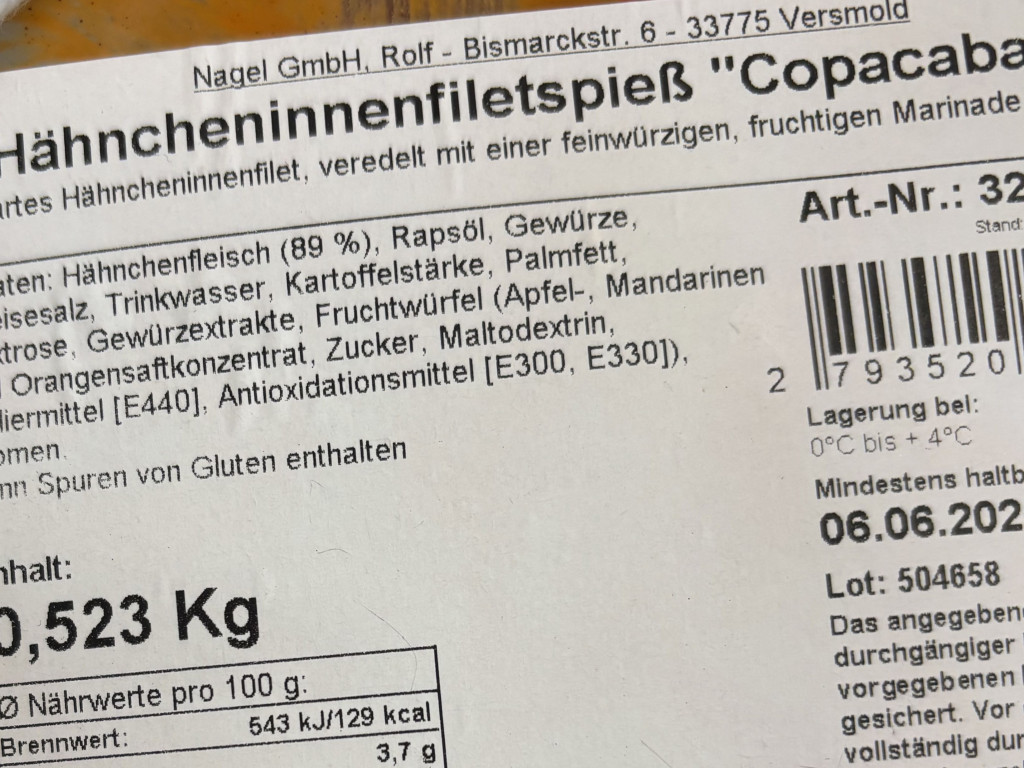 Nagel GmbH, Rolf - Bismarckstr. 6 - 33775 Versmold
Hähncheninnenfiletspieß "Copacaba
artes Hähncheninnenfilet, veredelt mit einer feinwürzigen, fruchtigen Marinade
aten: Hähnchenfleisch (89 %), Rapsöl, Gewürze,
eisesalz, Trinkwasser, Kartoffelstärke, Palmfett,
xtrose, Gewürzextrakte, Fruchtwürfel (Apfel-, Mandarinen
Orangensaftkonzentrat, Zucker, Maltodextrin,
liermittel [E440], Antioxidationsmittel [E300, E330]),
omen.
nn Spuren von Gluten enthalten
nhalt:
0,523 Kg
Ø Nährwerte pro 100 g:
Brennwert: 543 kJ/129 kcal
3,7 g
Art.-Nr.: 32
Stand:
2 793520
Lagerung bei:
0°C bis + 4°C
Mindestens haltb
06.06.202
Lot: 504658
Das angegeben
durchgängiger
vorgegebenen
gesichert. Vor
vollständig dur